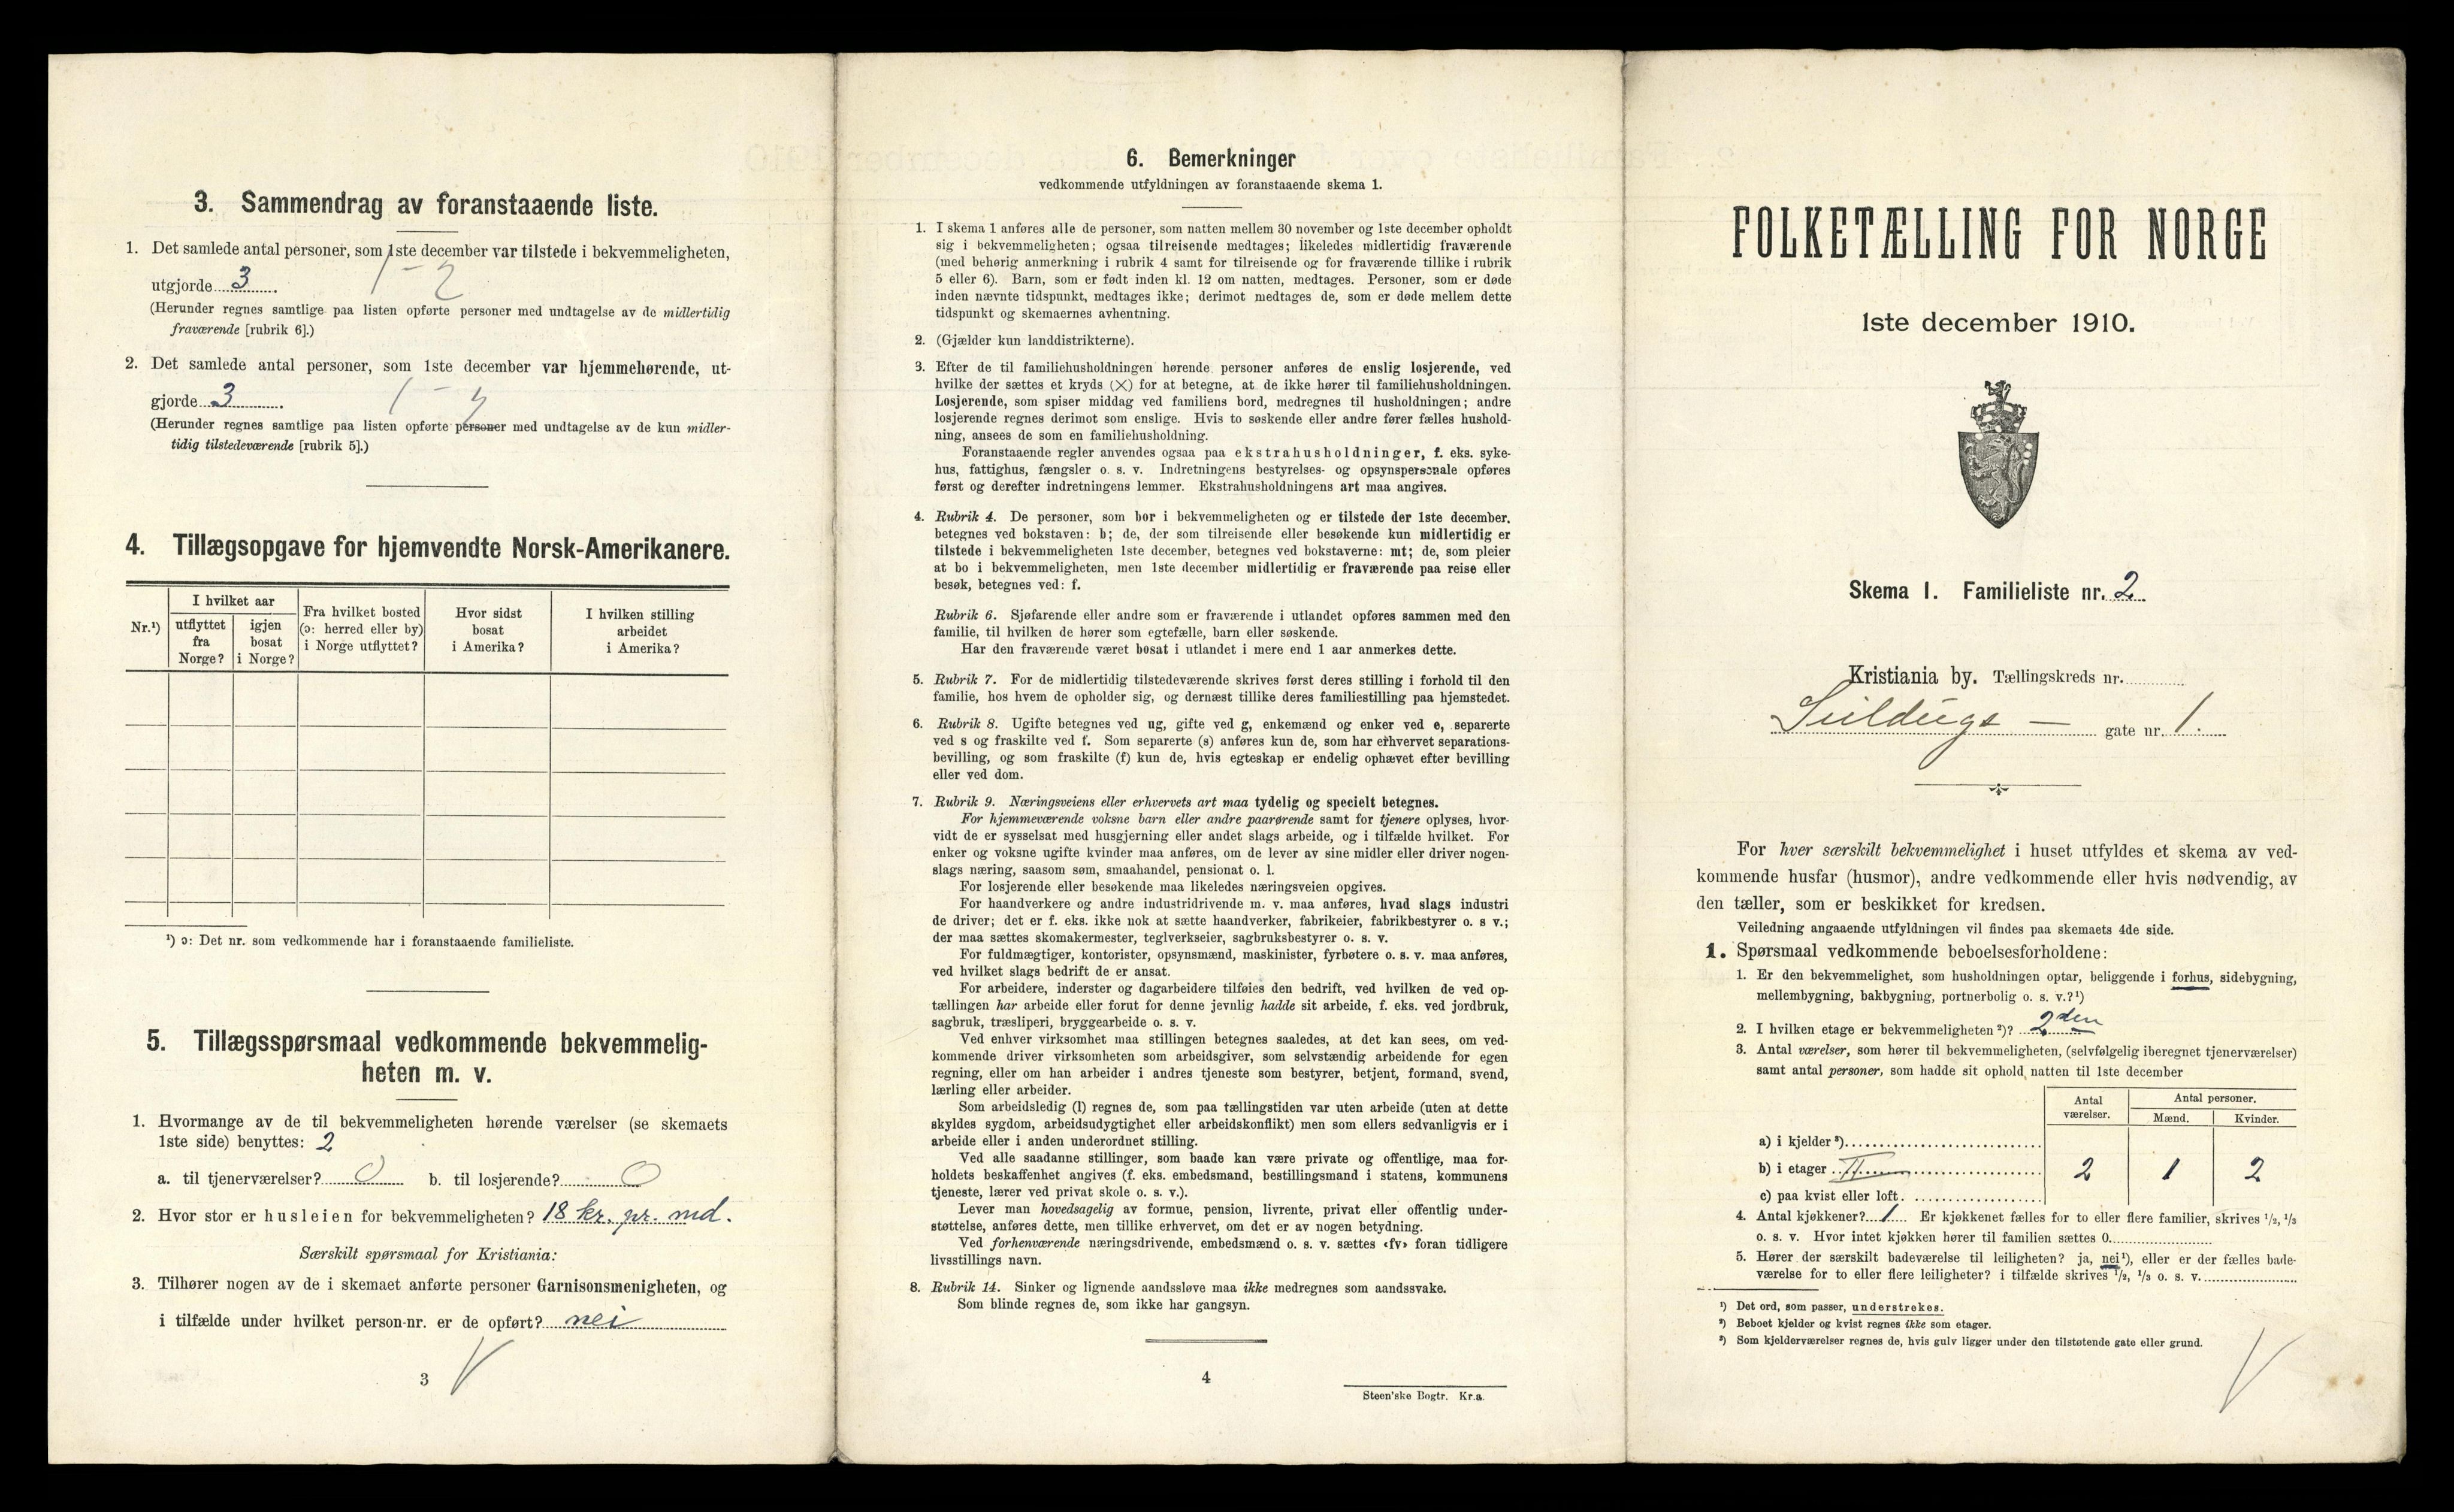 3. Sammendrag av foranstaaende liste.
1. Det samlede antal personer, som 1ste december var tilstede i bekvemmeligheten,
utgjorde 3 1 - 2
(Herunder regnes samtlige paa listen opførte personer med undtagelse av de midlertidig
fraværende [rubrik 6].)
2. Det samlede antal personer, som 1ste december var hjemmehørende, ut-
gjorde 3 1 - 2
(Herunder regnes samtlige paa listen opførte personer med undtagelse av de kun midler-
tidig tilstedeværende [rubrik 5].)
4. Tillægsopgave for hjemvendte Norsk-Amerikanere.
Nr.¹)
I hvilket aar
utflyttet
fra
Norge?
igjen
bosat
i Norge?
Fra hvilket bosted
(ɔ: herred eller by)
i Norge utflyttet?
Hvor sidst
bosat
i Amerika?
I hvilken stilling
arbeidet
i Amerika?
¹) ɔ: Det nr. som vedkommende har i foranstaaende familieliste.
5. Tillægsspørsmaal vedkommende bekvemmelig-
heten m. v.
1. Hvormange av de til bekvemmeligheten hørende værelser (se skemaets
1ste side) benyttes: 2
a. til tjenerværelser? 0 b. til losjerende? 0
2. Hvor stor er husleien for bekvemmeligheten? 18 kr. pr. md.
Særskilt spørsmaal for Kristiania:
3. Tilhører nogen av de i skemaet anførte personer Garnisonsmenigheten, og
i tilfælde under hvilket person-nr. er de opført? nei
3
6. Bemerkninger
vedkommende utfyldningen av foranstaaende skema 1.
1. I skema 1 anføres alle de personer, som natten mellem 30 november og 1ste december opholdt
sig i bekvemmeligheten; ogsaa tilreisende medtages; likeledes midlertidig fraværende
(med behørig anmerkning i rubrik 4 samt for tilreisende og for fraværende tillike i rubrik
5 eller 6). Barn, som er født inden kl. 12 om natten, medtages. Personer, som er døde
inden nævnte tidspunkt, medtages ikke; derimot medtages de, som er døde mellem dette
tidspunkt og skemaernes avhentning.
2. (Gjælder kun landdistrikterne).
3. Efter de til familiehusholdningen hørende personer anføres de enslig losjerende, ved
hvilke der sættes et kryds (×) for at betegne, at de ikke hører til familiehusholdningen.
Losjerende, som spiser middag ved familiens bord, medregnes til husholdningen; andre
losjerende regnes derimot som enslige. Hvis to søskende eller andre fører fælles hushold-
ning, ansees de som en familiehusholdning.
Foranstaaende regler anvendes ogsaa paa ekstrahusholdninger, f. eks. syke-
hus, fattighus, fængsler o. s. v. Indretningens bestyrelses- og opsynspersonale opføres
først og derefter indretningens lemmer. Ekstrahusholdningens art maa angives.
4. Rubrik 4. De personer, som bor i bekvemmeligheten og er tilstede der 1ste december,
betegnes ved bokstaven: b; de, der som tilreisende eller besøkende kun midlertidig er
tilstede i bekvemmeligheten 1ste december, betegnes ved bokstaverne: mt; de, som pleier
at bo i bekvemmeligheten, men 1ste december midlertidig er fraværende paa reise eller
besøk, betegnes ved: f.
Rubrik 6. Sjøfarende eller andre som er fraværende i utlandet opføres sammen med den
familie, til hvilken de hører som egtefælle, barn eller søskende.
Har den fraværende været bosat i utlandet i mere end 1 aar anmerkes dette.
5. Rubrik 7. For de midlertidig tilstedeværende skrives først deres stilling i forhold til den
familie, hos hvem de opholder sig, og dernæst tillike deres familiestilling paa hjemstedet.
6. Rubrik 8. Ugifte betegnes ved ug, gifte ved g, enkemænd og enker ved e, separerte
ved s og fraskilte ved f. Som separerte (s) anføres kun de, som har erhvervet separations-
bevilling, og som fraskilte (f) kun de, hvis egteskap er endelig ophævet efter bevilling
eller ved dom.
7. Rubrik 9. Næringsveiens eller erhvervets art maa tydelig og specielt betegnes.
For hjemmeværende voksne barn eller andre paarørende samt for tjenere oplyses, hvor-
vidt de er sysselsat med husgjerning eller andet slags arbeide, og i tilfælde hvilket. For
enker og voksne ugifte kvinder maa anføres, om de lever av sine midler eller driver nogen-
slags næring, saasom søm, smaahandel, pensionat o. l.
For losjerende eller besøkende maa likeledes næringsveien opgives.
For haandverkere og andre industridrivende m. v. maa anføres, hvad slags industri
de driver; det er f. eks. ikke nok at sætte haandverker, fabrikeier, fabrikbestyrer o. s v.;
der maa sættes skomakermester, teglverkseier, sagbruksbestyrer o. s. v.
For fuldmægtiger, kontorister, opsynsmænd, maskinister, fyrbøtere o. s. v. maa anføres,
ved hvilket slags bedrift de er ansat.
For arbeidere, inderster og dagarbeidere tilføies den bedrift, ved hvilken de ved op-
tællingen har arbeide eller forut for denne jevnlig hadde sit arbeide, f. eks. ved jordbruk,
sagbruk, træsliperi, bryggearbeide o. s. v.
Ved enhver virksomhet maa stillingen betegnes saaledes, at det kan sees, om ved-
kommende driver virksomheten som arbeidsgiver, som selvstændig arbeidende for egen
regning, eller om han arbeider i andres tjeneste som bestyrer, betjent, formand, svend,
lærling eller arbeider.
Som arbeidsledig (l) regnes de, som paa tællingstiden var uten arbeide (uten at dette
skyldes sygdom, arbeidsudygtighet eller arbeidskonflikt) men som ellers sedvanligvis er i
arbeide eller i anden underordnet stilling.
Ved alle saadanne stillinger, som baade kan være private og offentlige, maa for-
holdets beskaffenhet angives (f. eks. embedsmand, bestillingsmand i statens, kommunens
tjeneste, lærer ved privat skole o. s. v.).
Lever man hovedsagelig av formue, pension, livrente, privat eller offentlig under-
støttelse, anføres dette, men tillike erhvervet, om det er av nogen betydning.
Ved forhenværende næringsdrivende, embedsmænd o. s. v. sættes «fv» foran tidligere
livsstillings navn.
8. Rubrik 14. Sinker og lignende aandssløve maa ikke medregnes som aandssvake.
Som blinde regnes de, som ikke har gangsyn.
4
Steen'ske Bogtr. Kr.a.
FOLKETÆLLING FOR NORGE
1ste december 1910.
Skema 1. Familieliste nr. 2
Kristiania by. Tællingskreds nr.
gate nr. 1.
For hver særskilt bekvemmelighet i huset utfyldes et skema av ved-
kommende husfar (husmor), andre vedkommende eller hvis nødvendig, av
den tæller, som er beskikket for kredsen.
Veiledning angaaende utfyldningen vil findes paa skemaets 4de side.
1. Spørsmaal vedkommende beboelsesforholdene:
1. Er den bekvemmelighet, som husholdningen optar, beliggende i forhus, sidebygning,
mellembygning, bakbygning, portnerbolig o. s. v.?¹)
2. I hvilken etage er bekvemmeligheten²)? 2den
3. Antal værelser, som hører til bekvemmeligheten, (selvfølgelig iberegnet tjenerværelser)
samt antal personer, som hadde sit ophold natten til 1ste december
Antal
værelser.
Antal personer.
Mænd. Kvinder.
a) i kjelder³)
b) i etager II 2 1 2
c) paa kvist eller loft.
4. Antal kjøkkener? 1 Er kjøkkenet fælles for to eller flere familier, skrives ½, ⅓
o. s. v. Hvor intet kjøkken hører til familien sættes 0.
5. Hører der særskilt badeværelse til leiligheten? ja, nei¹), eller er der fælles bade-
værelse for to eller flere leiligheter? i tilfælde skrives ½, ⅓ o. s. v.
¹) Det ord, som passer, understrekes.
²) Beboet kjelder og kvist regnes ikke som etager.
³) Som kjelderværelser regnes de, hvis gulv ligger under den tilstøtende gate eller grund.